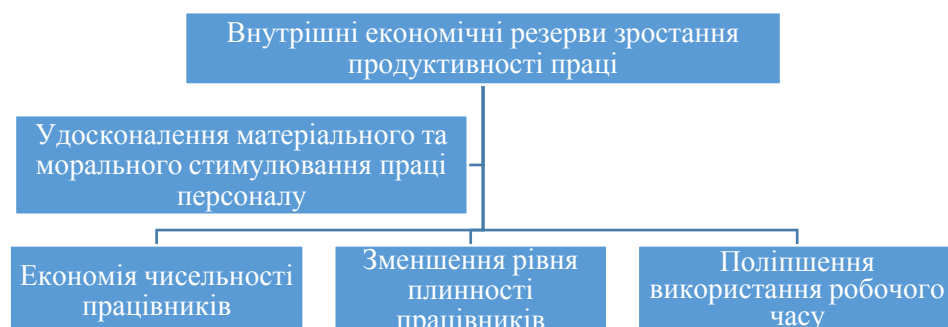 Внутрішні економічні резерви зростання
продуктивності праці
Удосконалення матеріального та
морального стимулювання праці
персоналу
Економія чисельності
працівників
Зменшення рівня
плинності
працівників
Поліпшення
використання робочого
часу